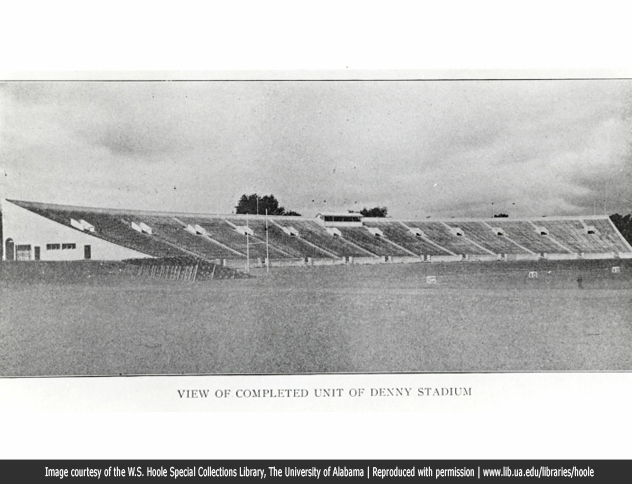 VIEW OF COMPLETED UNIT OF DENNY STADIUM
Image courtesy of the W.S. Hoole Special Collections Library, The University of Alabama | Reproduced with permission | www.lib.ua.edu/libraries/hoole